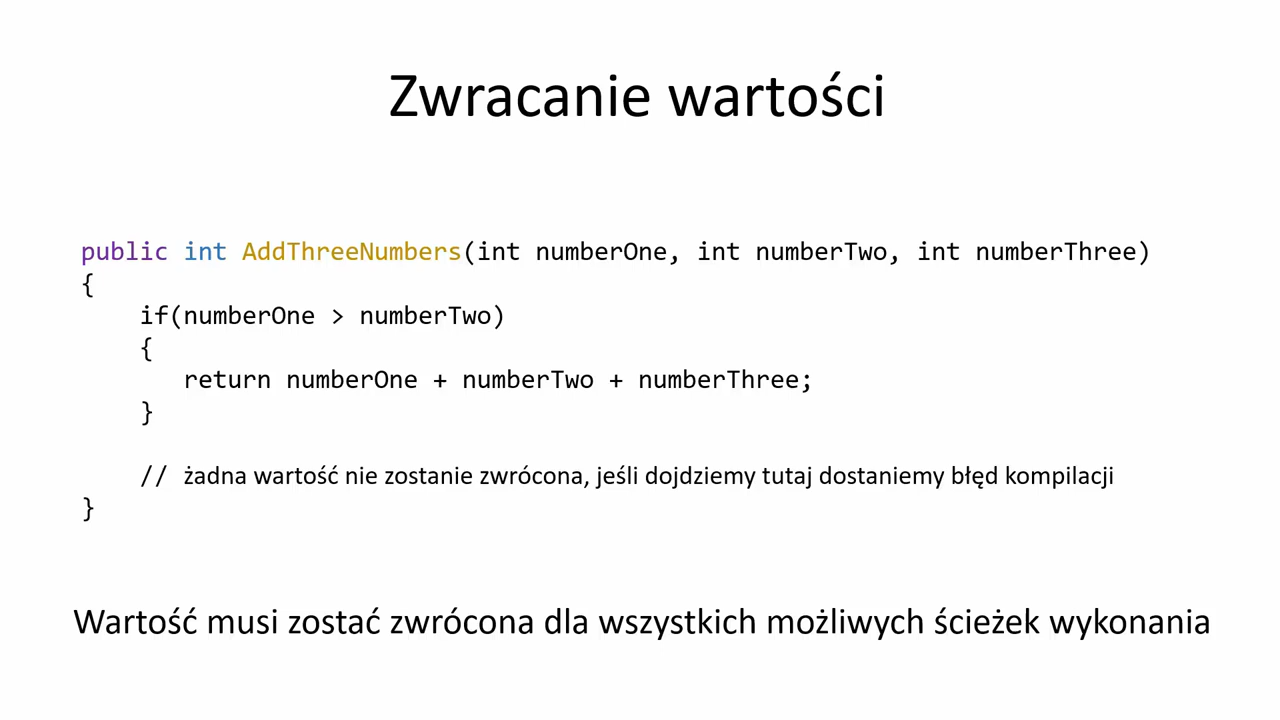 Zwracanie wartości
public int AddThreeNumbers(int numberOne, int numberTwo, int numberThree)
{
if(numberOne > numberTwo)
{
return numberOne + numberTwo + numberThree;
}
// żadna wartość nie zostanie zwrócona, jeśli dojdziemy tutaj dostaniemy błęd kompilacji
}
Wartość musi zostać zwrócona dla wszystkich możliwych ścieżek wykonania